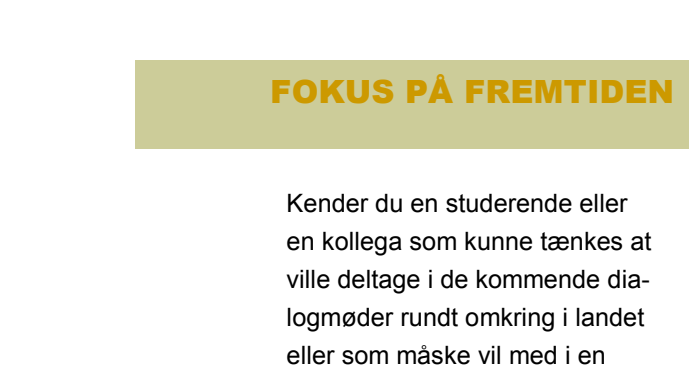 FOKUS PÅ FREMTIDEN
Kender du en studerende eller
en kollega som kunne tænkes at
ville deltage i de kommende dia-
logmøder rundt omkring i landet
eller som måske vil med i en